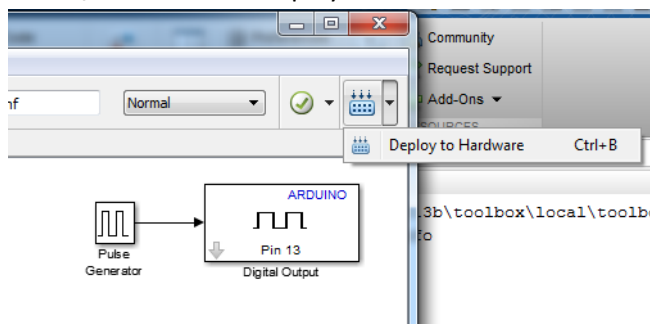 Community
Request Support
Add-Ons
nf
Normal
Deploy to Hardware Ctrl+B
ARDUINO
Pin 13
Pulse
Generator
Digital Output
3b\toolbox\local\toolb
fo